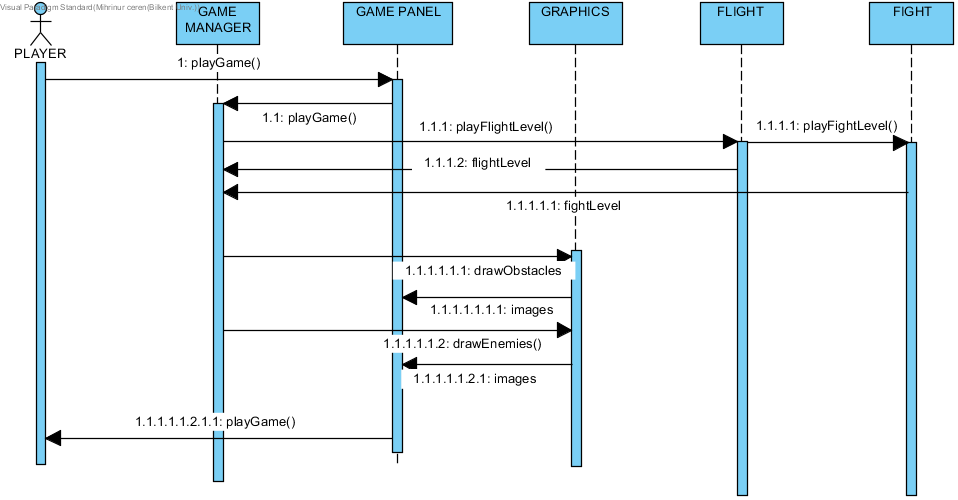 Visual Paradigm Standard(Mihrinur ceren(Bilkent Univ.))
PLAYER
GAME
MANAGER
GAME PANEL
GRAPHICS
FLIGHT
FIGHT
1: playGame()
1.1: playGame()
1.1.1: playFlightLevel()
1.1.1.1: playFightLevel()
1.1.1.2: flightLevel
1.1.1.1.1: fightLevel
1.1.1.1.1.1: drawObstacles
1.1.1.1.1.1.1: images
1.1.1.1.1.2: drawEnemies()
1.1.1.1.1.2.1: images
1.1.1.1.1.2.1.1: playGame()